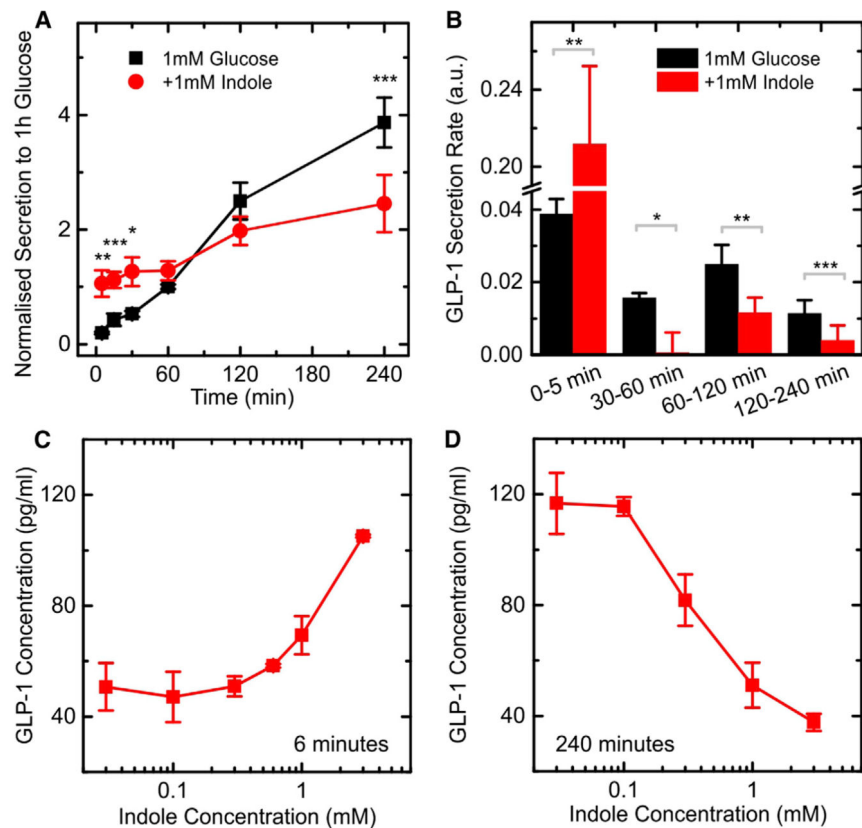 A
1mM Glucose
+1mM Indole
Normalised Secretion to 1h Glucose
4
2
0
**
***
*
***
0 60 120 180 240
Time (min)
B
1mM Glucose
+1mM Indole
GLP-1 Secretion Rate (a.u.)
0.24
0.20
0.04
0.02
0.00
**
*
**
***
0-5 min
30-60 min
60-120 min
120-240 min
C
GLP-1 Concentration (pg/ml)
120
80
40
6 minutes
0.1 1
Indole Concentration (mM)
D
GLP-1 Concentration (pg/ml)
120
80
40
240 minutes
0.1 1
Indole Concentration (mM)